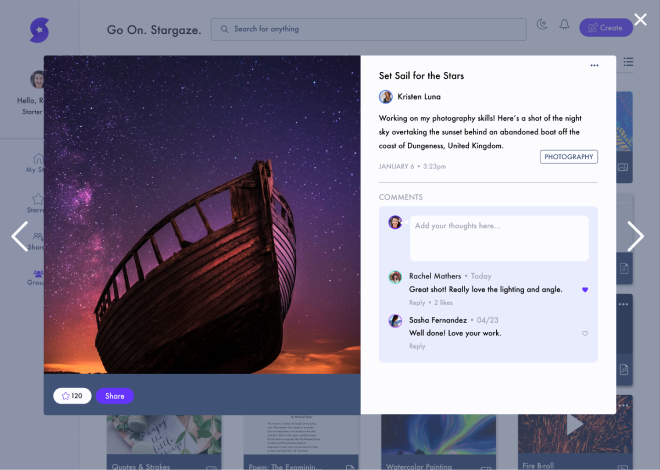 Go On. Stargaze.
Search for anything
Create
Hello, R
Starter
My St
Starre
Share
Grou
Set Sail for the Stars
Kristen Luna
Working on my photography skills! Here's a shot of the night
sky overtaking the sunset behind an abandoned boat off the
coast of Dungeness, United Kingdom.
PHOTOGRAPHY
JANUARY 6 • 3:23pm
COMMENTS
Add your thoughts here...
Rachel Mathers • Today
Great shot! Really love the lighting and angle.
Reply • 2 likes
Sasha Fernandez • 04/23
Well done! Love your work.
Reply
120
Share
Quotes & Strikes
Poem: The Examinin...
Watercolor Painting
Fire B-roll